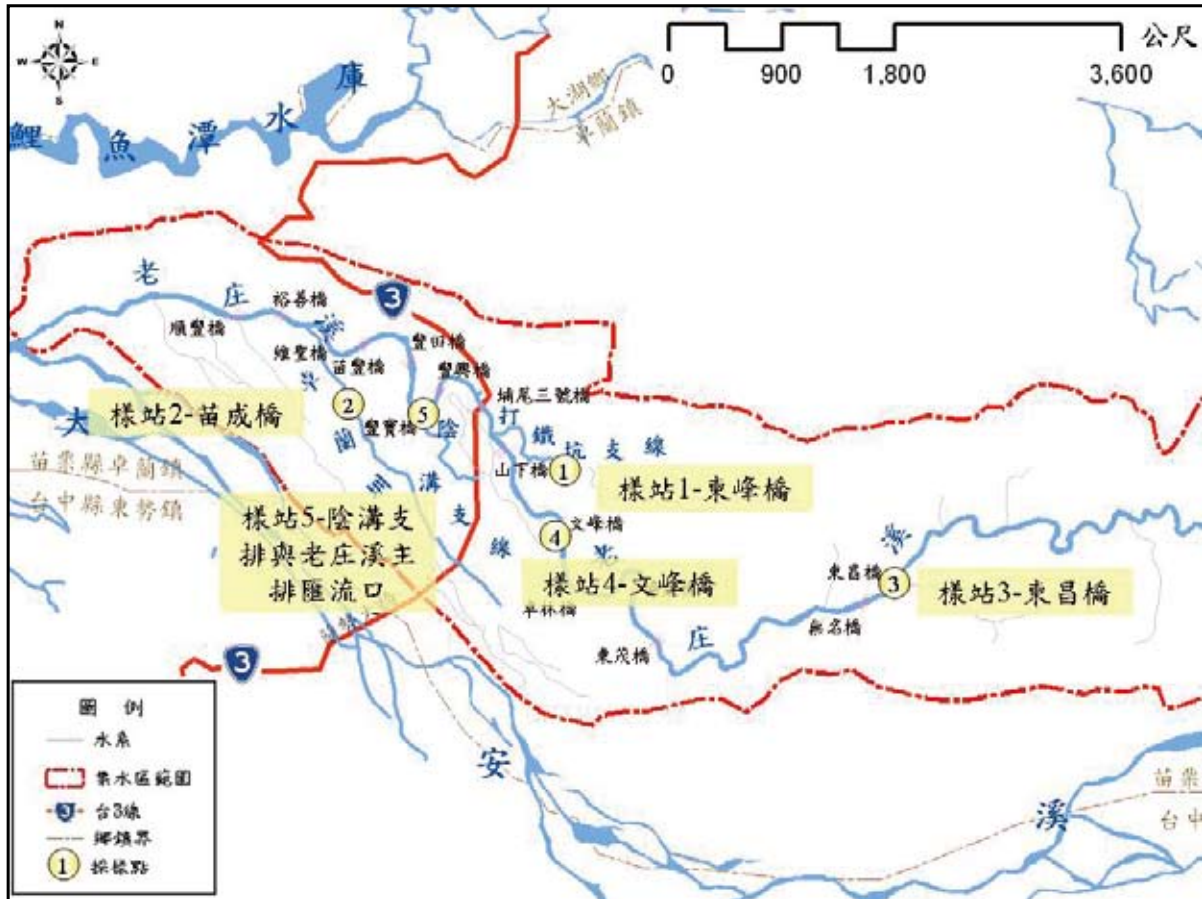 N
W
E
S
公尺
0
900
1,800
3,600
鯉魚潭水庫
大湖鄉
卓蘭鎮
老庄溪
裕善橋
順豐橋
維豐橋
苗豐橋
豐田橋
豐興橋
豐寶橋
埔尾三號橋
打鐵坑支線
山下橋
陰溝支線
文峰橋
東茂橋
無名橋
東昌橋
3
3
1
2
3
4
5
樣站2-苗成橋
樣站1-東峰橋
樣站5-陰溝支
排與老庄溪主
排匯流口
樣站4-文峰橋
樣站3-東昌橋
苗栗縣卓蘭鎮
台中縣東勢鎮
大安溪
苗栗
台中
圖例
水系
集水區範圍
3
台3線
鄉鎮界
1
採樣點